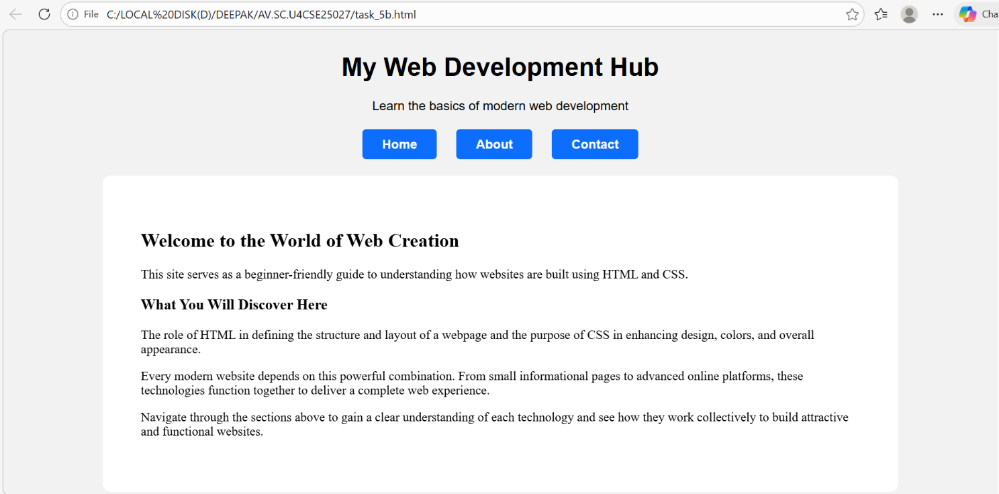 File C:/LOCAL%20DISK(D)/DEEPAK/AV.SC.U4CSE25027/task_5b.html
My Web Development Hub
Learn the basics of modern web development
Home About Contact
Welcome to the World of Web Creation
This site serves as a beginner-friendly guide to understanding how websites are built using HTML and CSS.
What You Will Discover Here
The role of HTML in defining the structure and layout of a webpage and the purpose of CSS in enhancing design, colors, and overall
appearance.
Every modern website depends on this powerful combination. From small informational pages to advanced online platforms, these
technologies function together to deliver a complete web experience.
Navigate through the sections above to gain a clear understanding of each technology and see how they work collectively to build attractive
and functional websites.